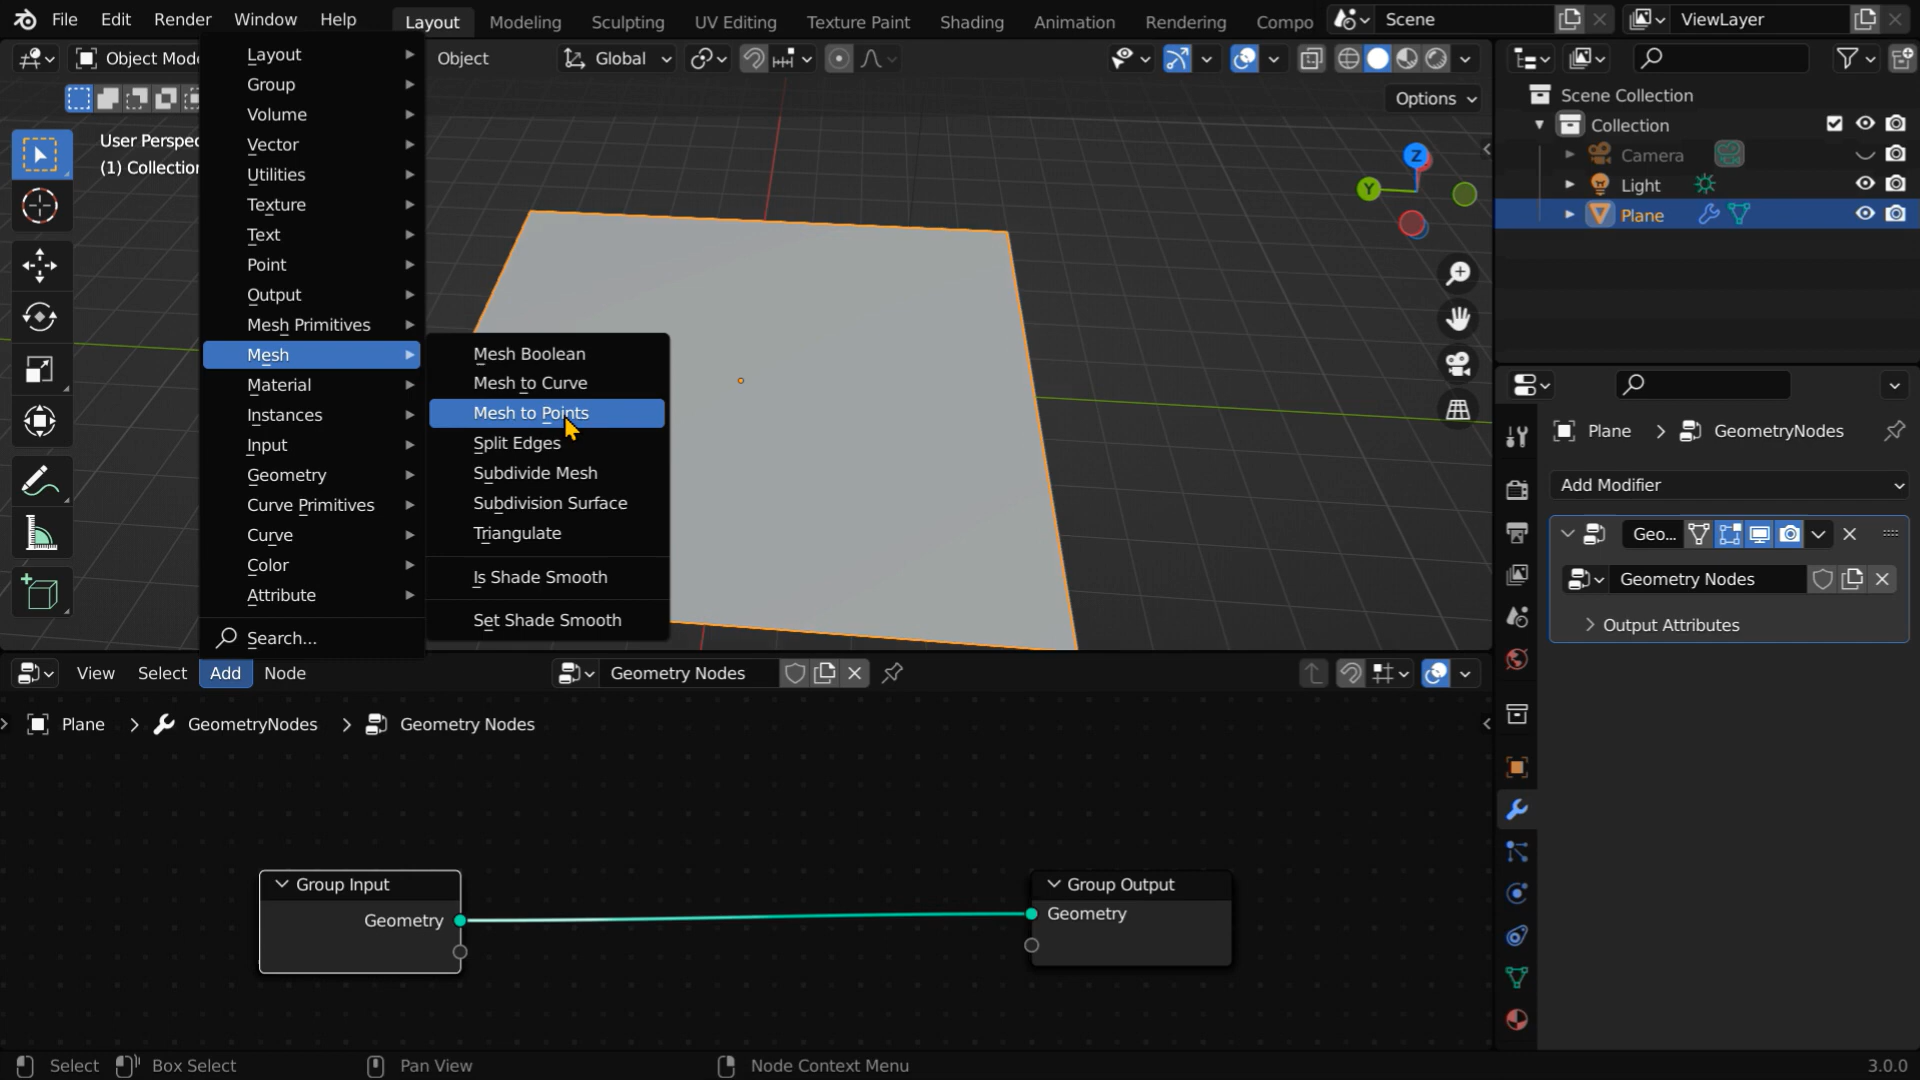 File Edit Render Window Help Layout Modeling Sculpting UV Editing Texture Paint Shading Animation Rendering Compo Scene ViewLayer
Object Mode Object Global
Options
User Perspec
(1) Collection
Layout
Group
Volume
Vector
Utilities
Texture
Text
Point
Output
Mesh Primitives
Mesh
Material
Instances
Input
Geometry
Curve Primitives
Curve
Color
Attribute
Search...
Mesh Boolean
Mesh to Curve
Mesh to Points
Split Edges
Subdivide Mesh
Subdivision Surface
Triangulate
Is Shade Smooth
Set Shade Smooth
Z
Y
Scene Collection
Collection
Camera
Light
Plane
Plane > GeometryNodes
Add Modifier
Geo...
Geometry Nodes
Output Attributes
View Select Add Node Geometry Nodes
Plane > GeometryNodes > Geometry Nodes
Group Input
Geometry
Group Output
Geometry
Select Box Select Pan View Node Context Menu 3.0.0